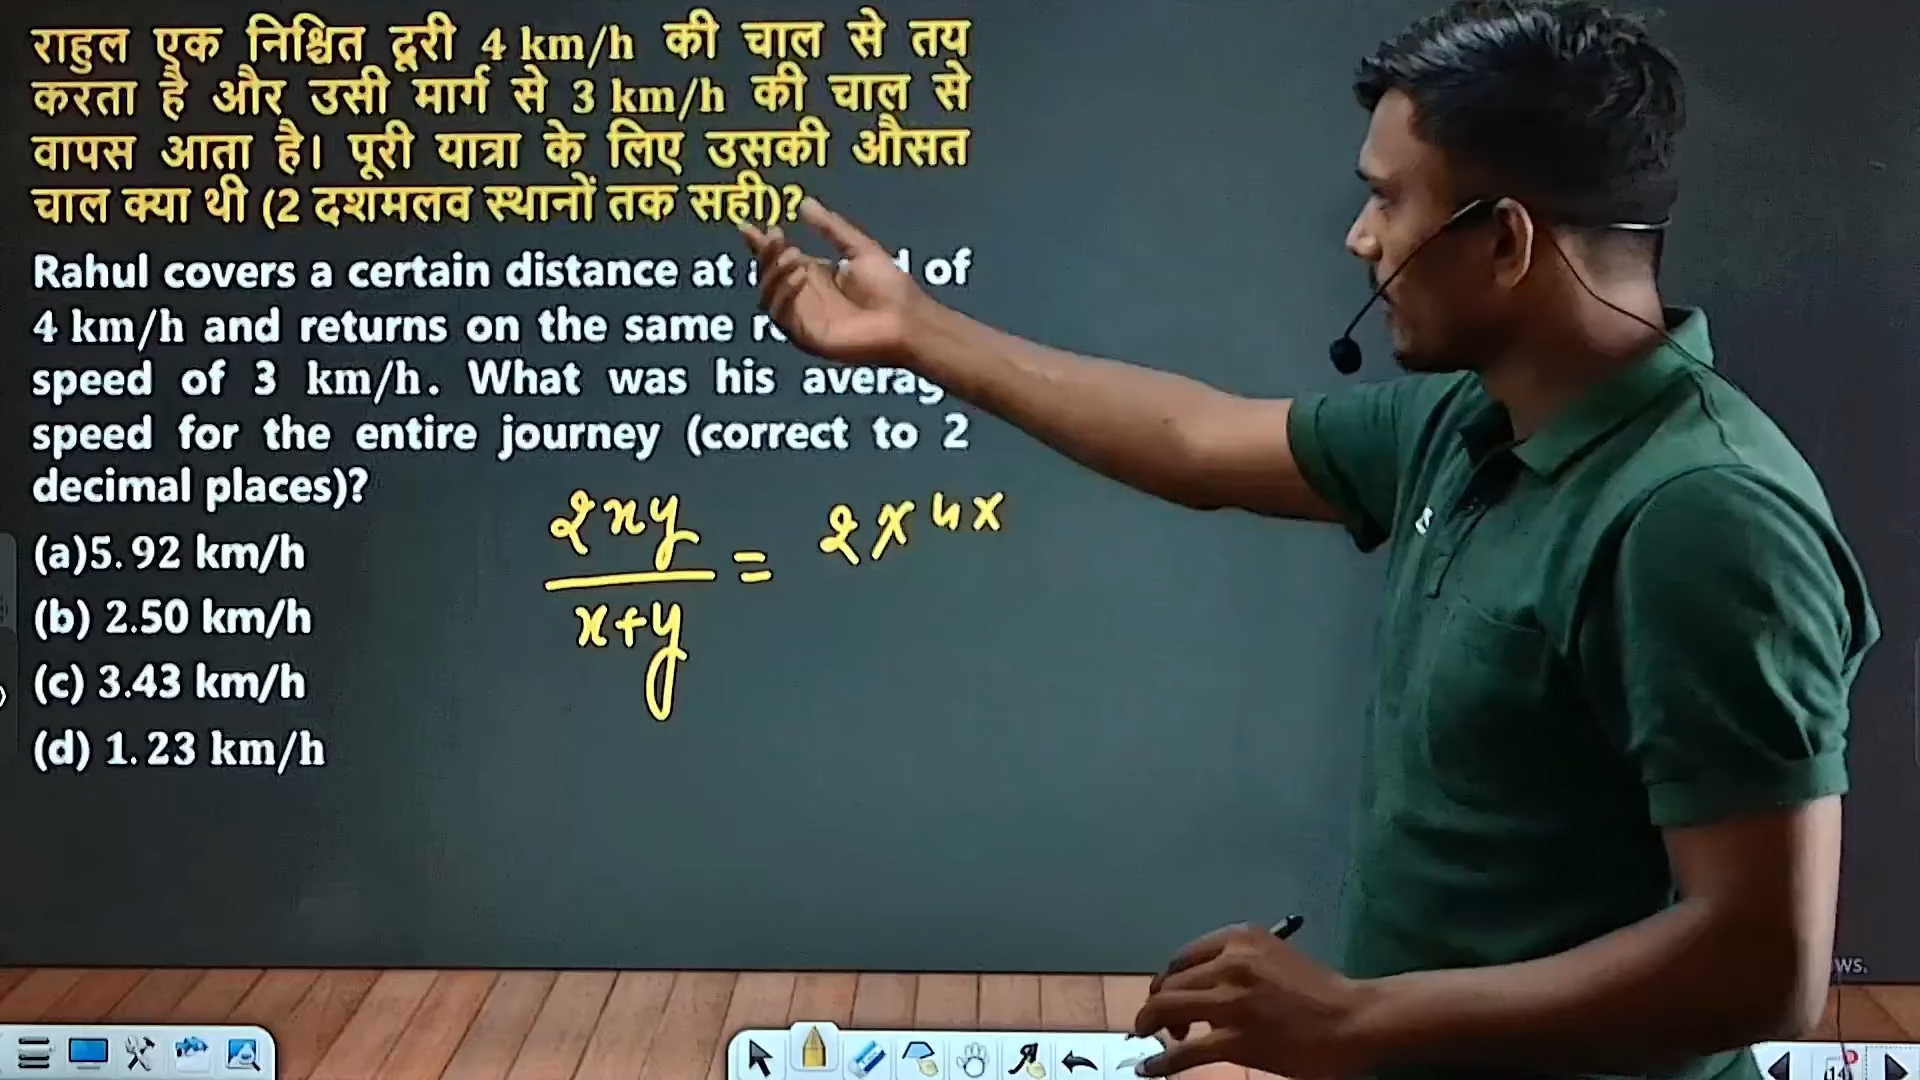 राहुल एक निश्चित दूरी 4 km/h की चाल से तय
करता है और उसी मार्ग से 3 km/h की चाल से
वापस आता है। पूरी यात्रा के लिए उसकी औसत
चाल क्या थी (2 दशमलव स्थानों तक सही)?
Rahul covers a certain distance at a of
4 km/h and returns on the same
speed of 3 km/h. What was his
speed for the entire journey (correct to 2
decimal places)?
(a)5.92 km/h
(b) 2.50 km/h
(c) 3.43 km/h
(d) 1.23 km/h
2xy
x+y
= 2 x 4 x